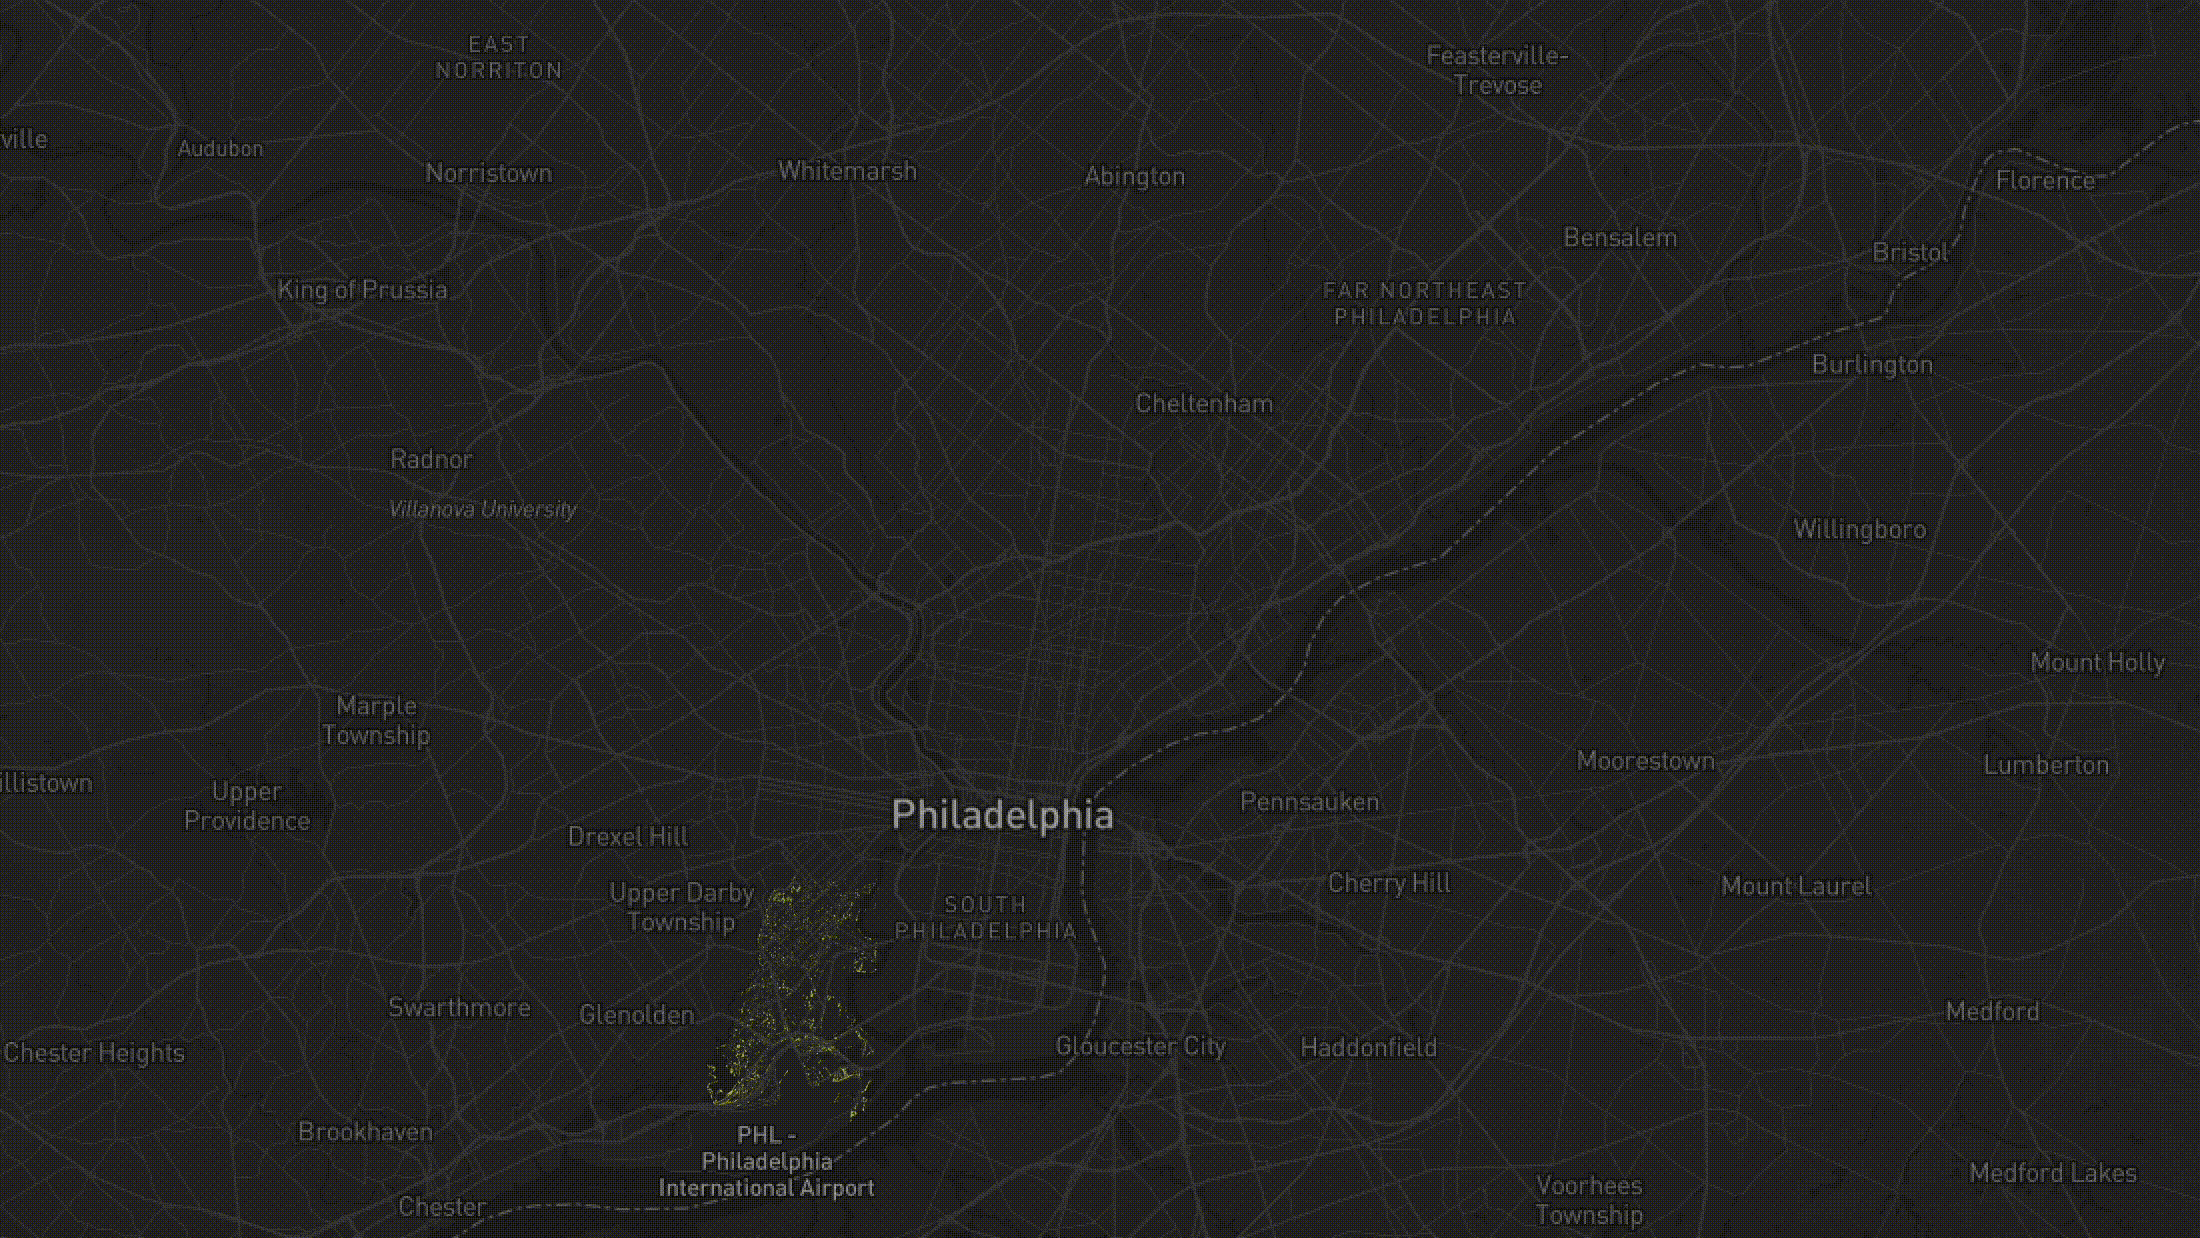 EAST
NORRITON
Feasterville-
Trevose
ville
Audubon
Norristown
Whitemarsh
Abington
Florence
Bensalem
Bristol
King of Prussia
FAR NORTHEAST
PHILADELPHIA
Burlington
Cheltenham
Radnor
Villanova University
Willingboro
Mount Holly
Marple
Township
Moorestown
Lumberton
illistown
Upper
Providence
Pennsauken
Philadelphia
Drexel Hill
Upper Darby
Township
Cherry Hill
Mount Laurel
SOUTH
PHILADELPHIA
Swarthmore
Glenolden
Medford
Chester Heights
Gloucester City
Haddonfield
Brookhaven
PHL -
Philadelphia
International Airport
Medford Lakes
Voorhees
Township
Chester